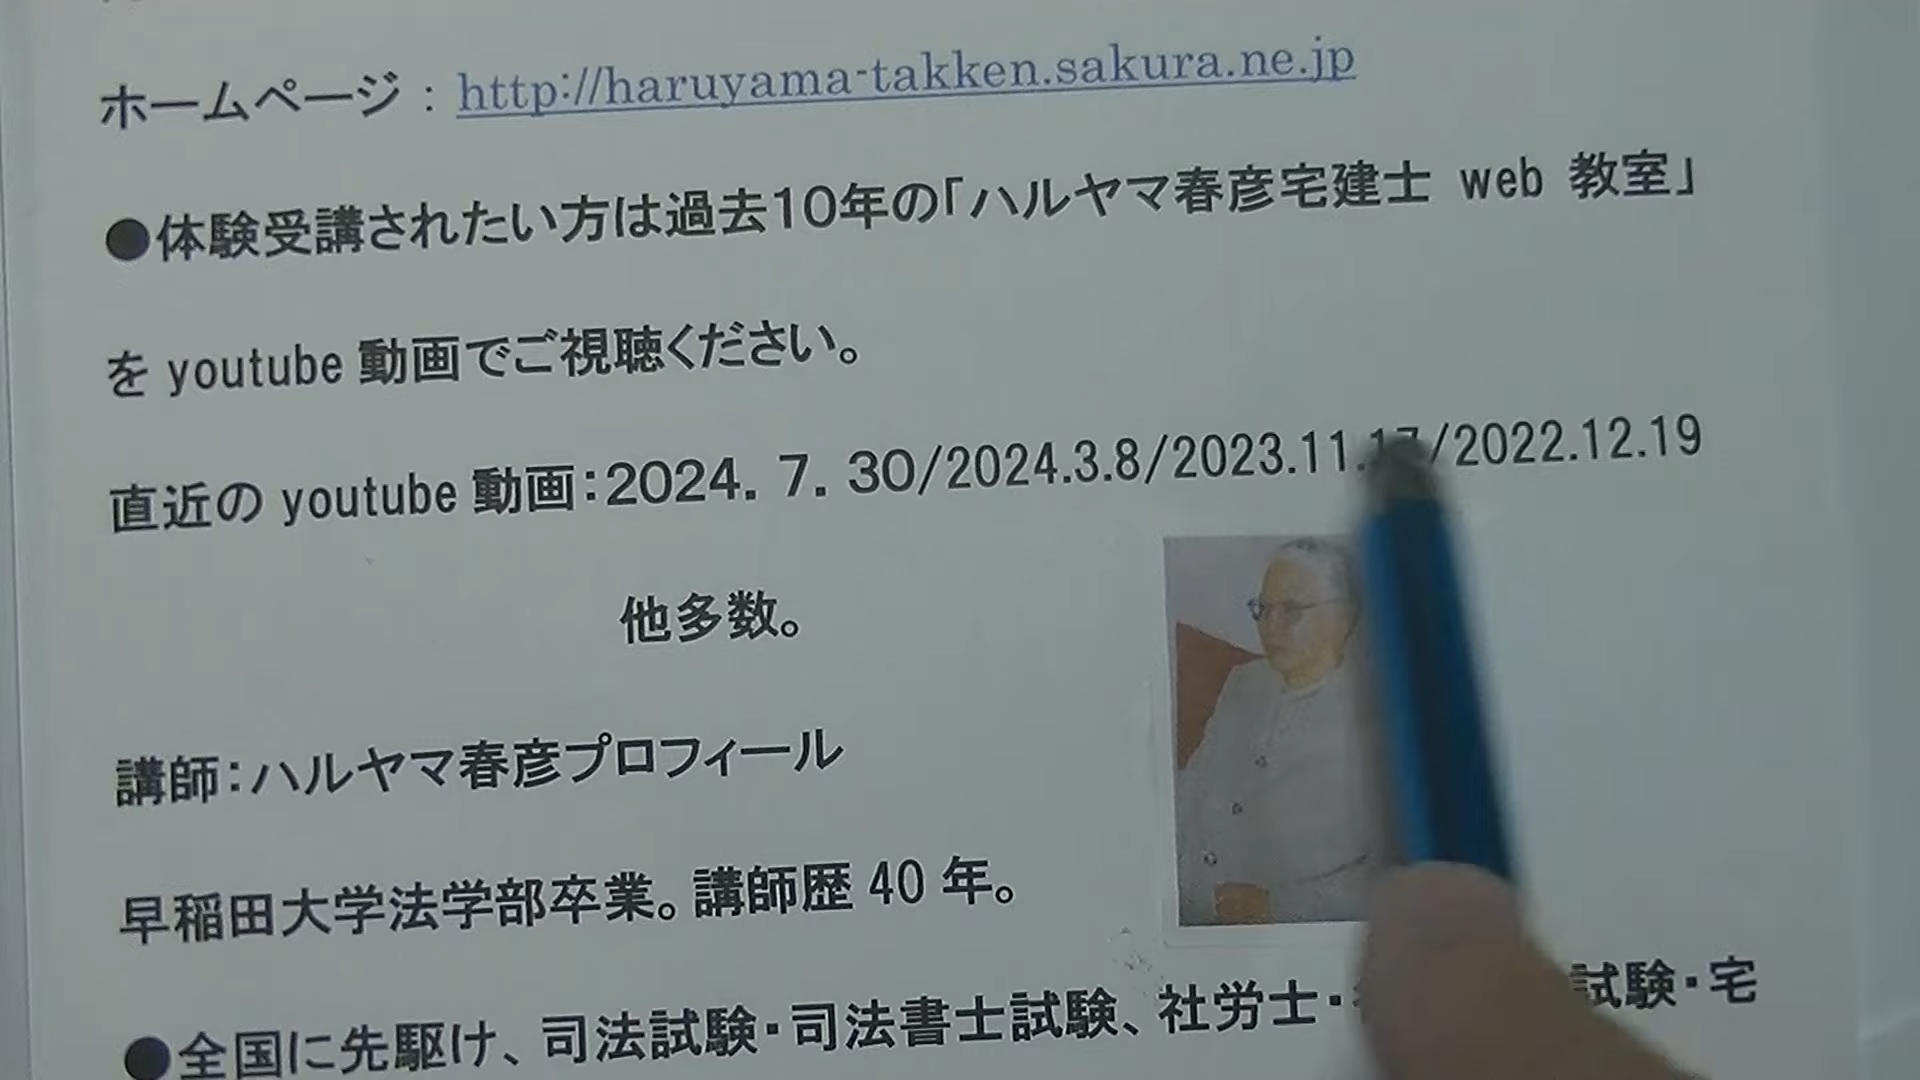 ホームページ：http://haruyama-takken.sakura.ne.jp
●体験受講されたい方は過去10年の「ハルヤマ春彦宅建士 web 教室」
を youtube 動画でご視聴ください。
直近の youtube 動画：2024. 7. 30/2024.3.8/2023.11.17/2022.12.19
他多数。
講師：ハルヤマ春彦プロフィール
早稲田大学法学部卒業。講師歴 40 年。
●全国に先駆け、司法試験・司法書士試験、社労士・ 試験・宅